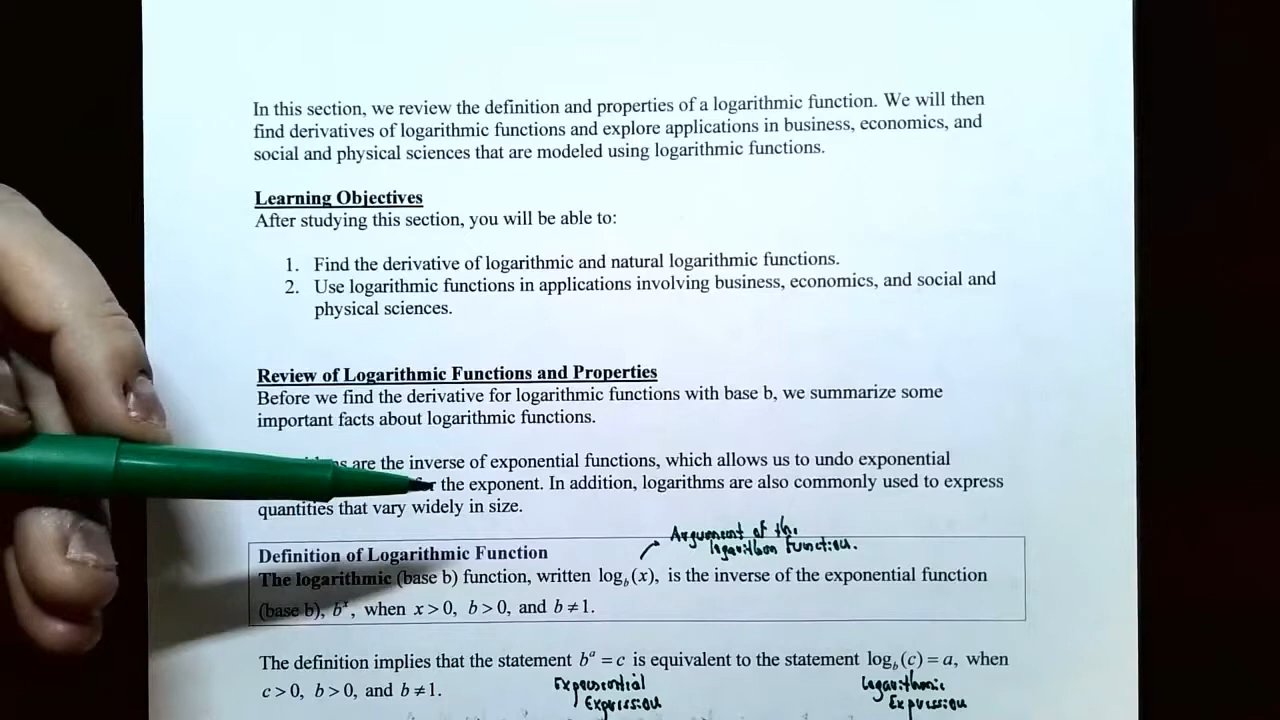 In this section, we review the definition and properties of a logarithmic function. We will then
find derivatives of logarithmic functions and explore applications in business, economics, and
social and physical sciences that are modeled using logarithmic functions.
Learning Objectives
After studying this section, you will be able to:
1. Find the derivative of logarithmic and natural logarithmic functions.
2. Use logarithmic functions in applications involving business, economics, and social and
physical sciences.
Review of Logarithmic Functions and Properties
Before we find the derivative for logarithmic functions with base b, we summarize some
important facts about logarithmic functions.
are the inverse of exponential functions, which allows us to undo exponential
the exponent. In addition, logarithms are also commonly used to express
quantities that vary widely in size.
Argument of the
logarithm function.
Definition of Logarithmic Function
The logarithmic (base b) function, written log_b(x), is the inverse of the exponential function
(base b), b^x, when x > 0, b > 0, and b ≠ 1.
The definition implies that the statement b^a = c is equivalent to the statement log_b(c) = a, when
c > 0, b > 0, and b ≠ 1.
Exponential Logarithmic
Expression Expression